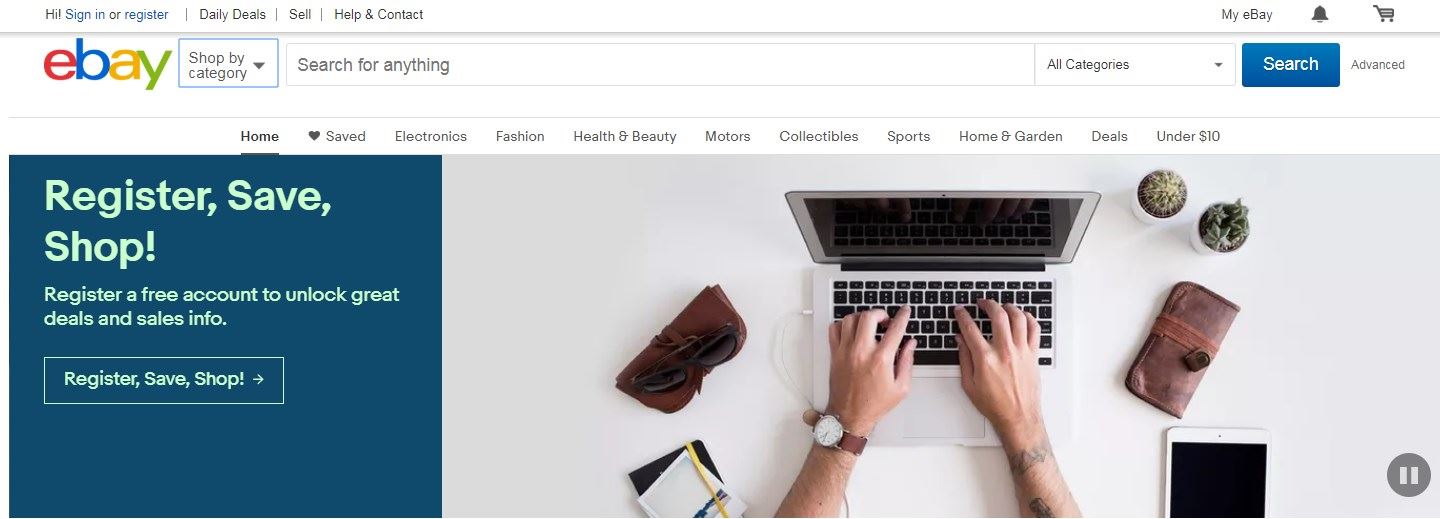 Hi! Sign in or register Daily Deals Sell Help & Contact My eBay
ebay
Shop by
category
Search for anything
All Categories
Search
Advanced
Home Saved Electronics Fashion Health & Beauty Motors Collectibles Sports Home & Garden Deals Under $10
Register, Save,
Shop!
Register a free account to unlock great
deals and sales info.
Register, Save, Shop! →